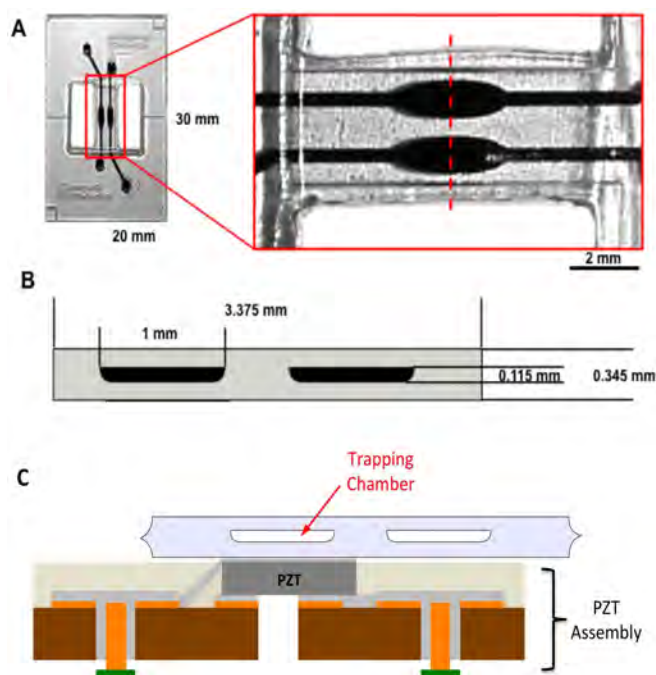 A
30 mm
20 mm
2 mm
B
3.375 mm
1 mm
0.115 mm
0.345 mm
C
Trapping
Chamber
PZT
PZT
Assembly